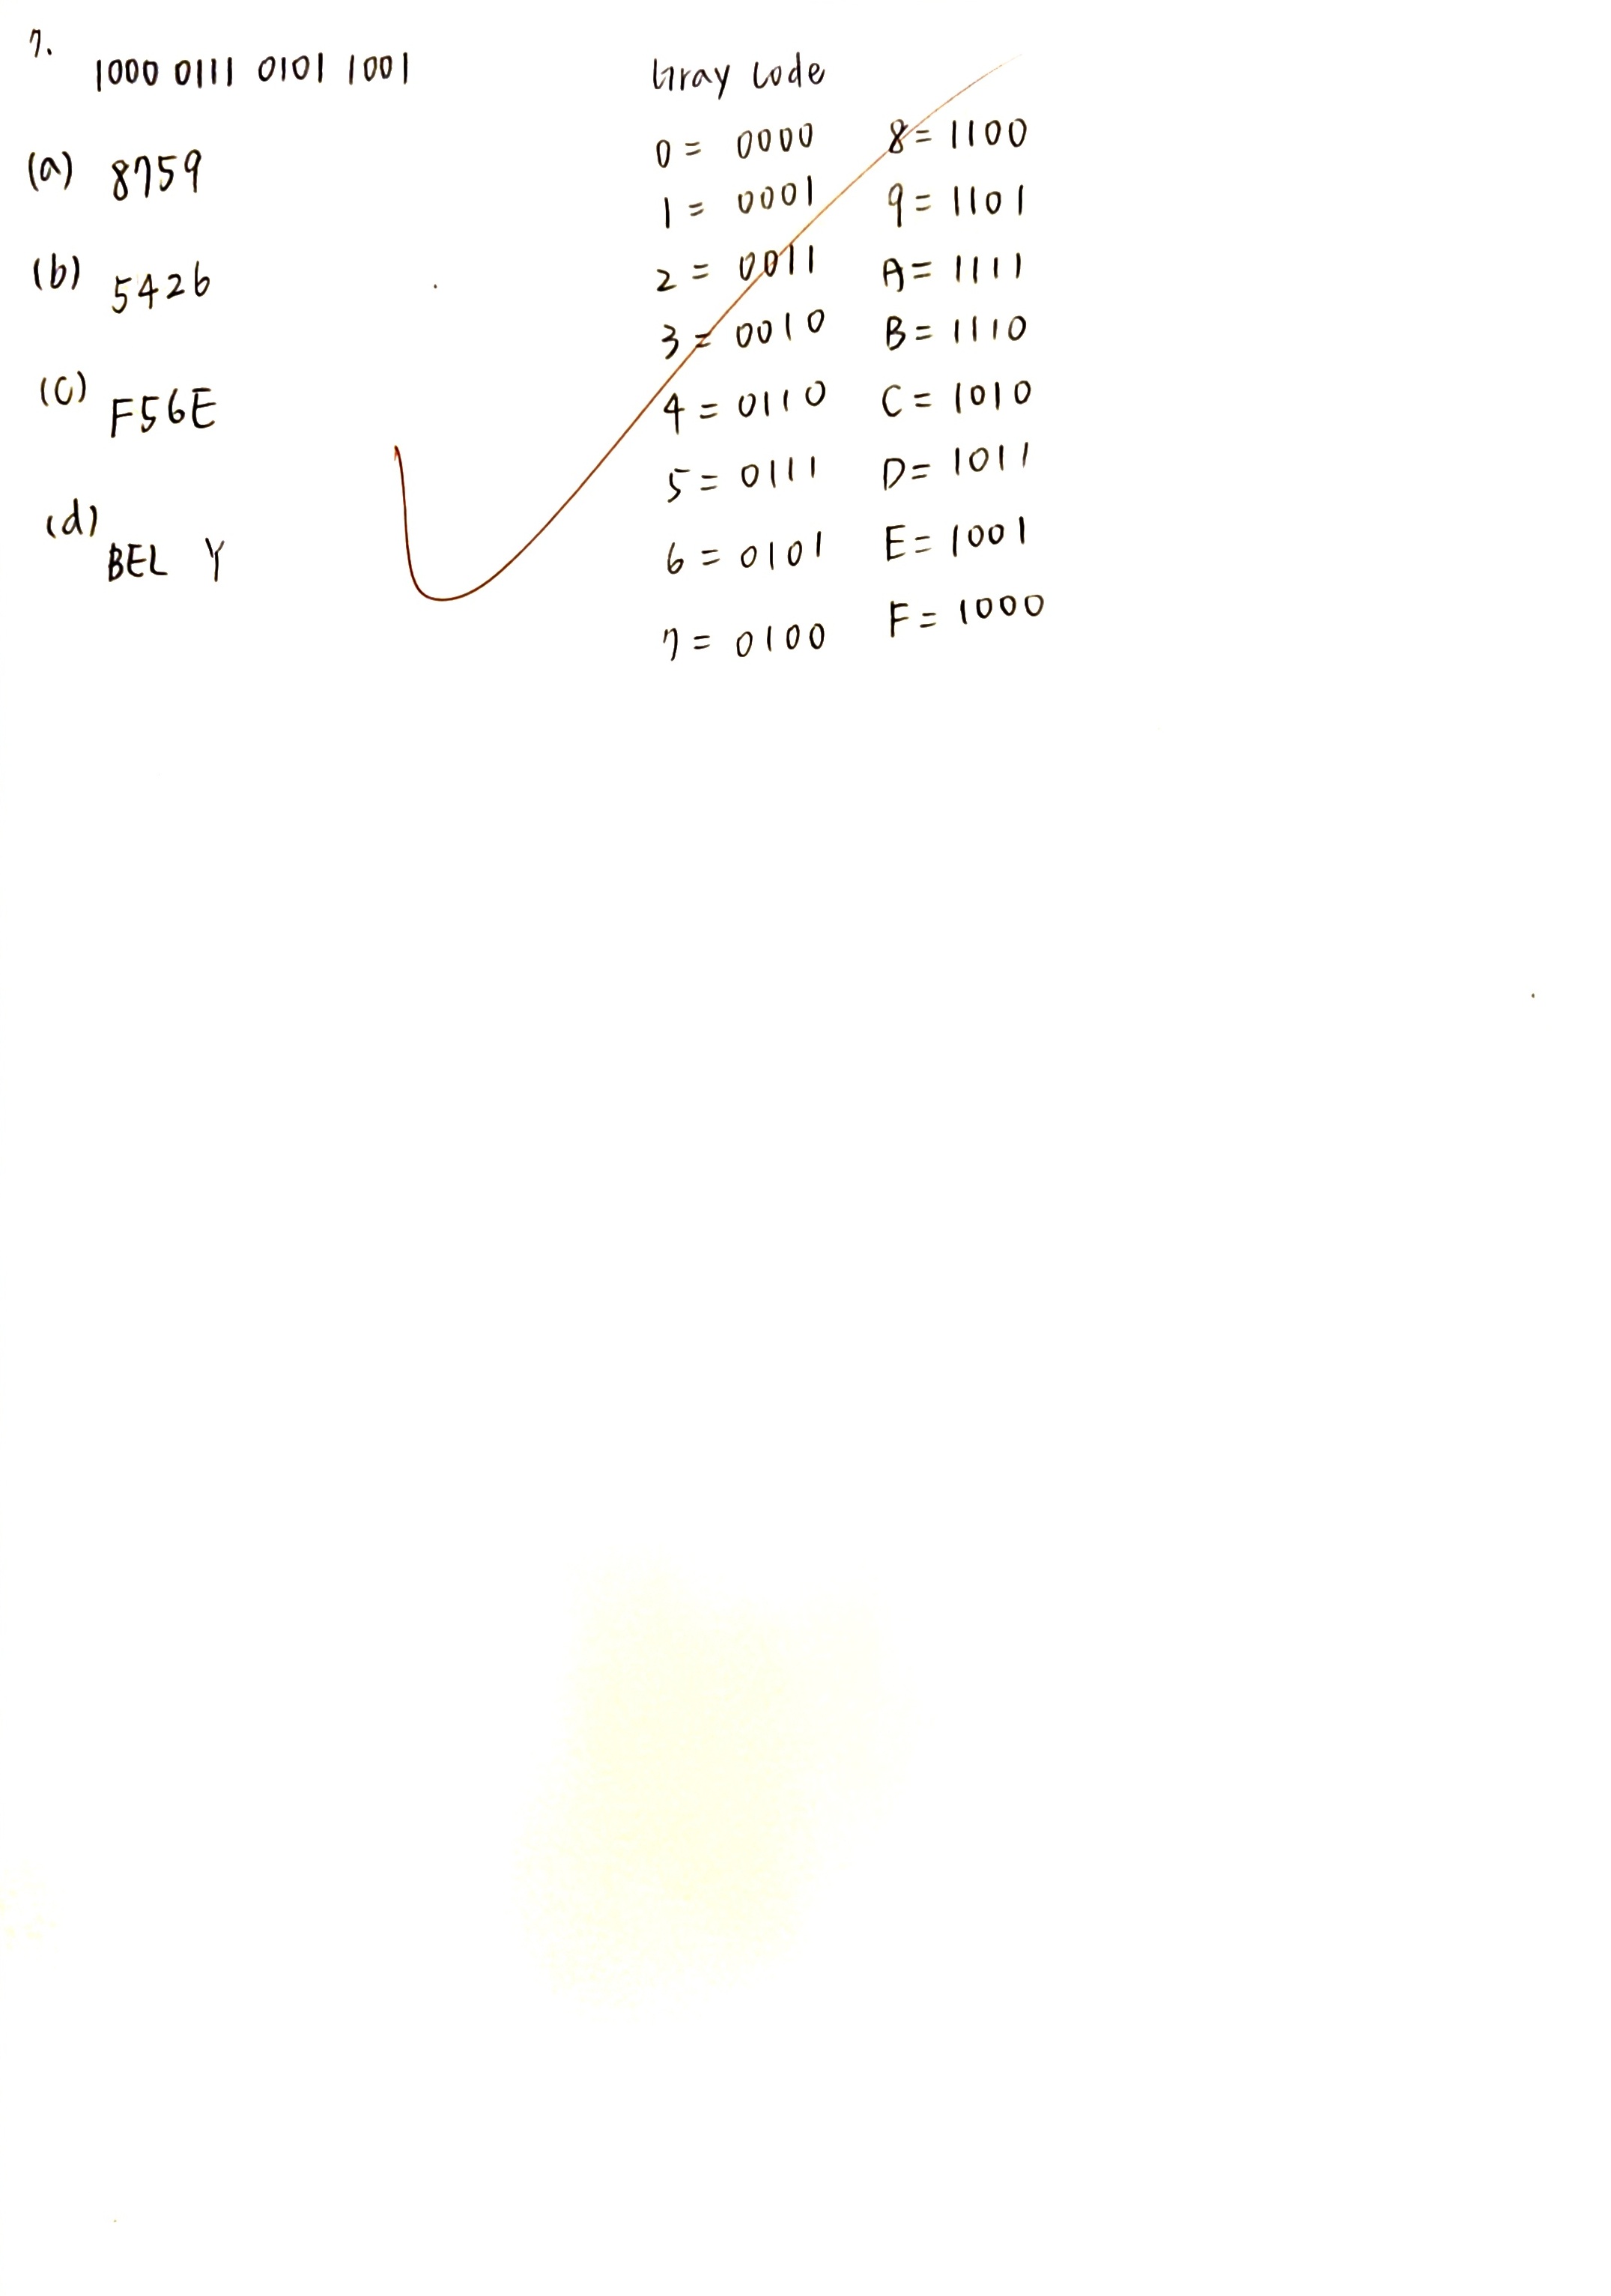 7.
1000 0111 0101 1001
(a) 8759
(b) 5426
(c) F56E
(d) BEL Y
Gray code
0 = 0000
1 = 0001
2 = 0011
3 = 0010
4 = 0110
5 = 0111
6 = 0101
7 = 0100
8 = 1100
9 = 1101
A = 1111
B = 1110
C = 1010
D = 1011
E = 1001
F = 1000